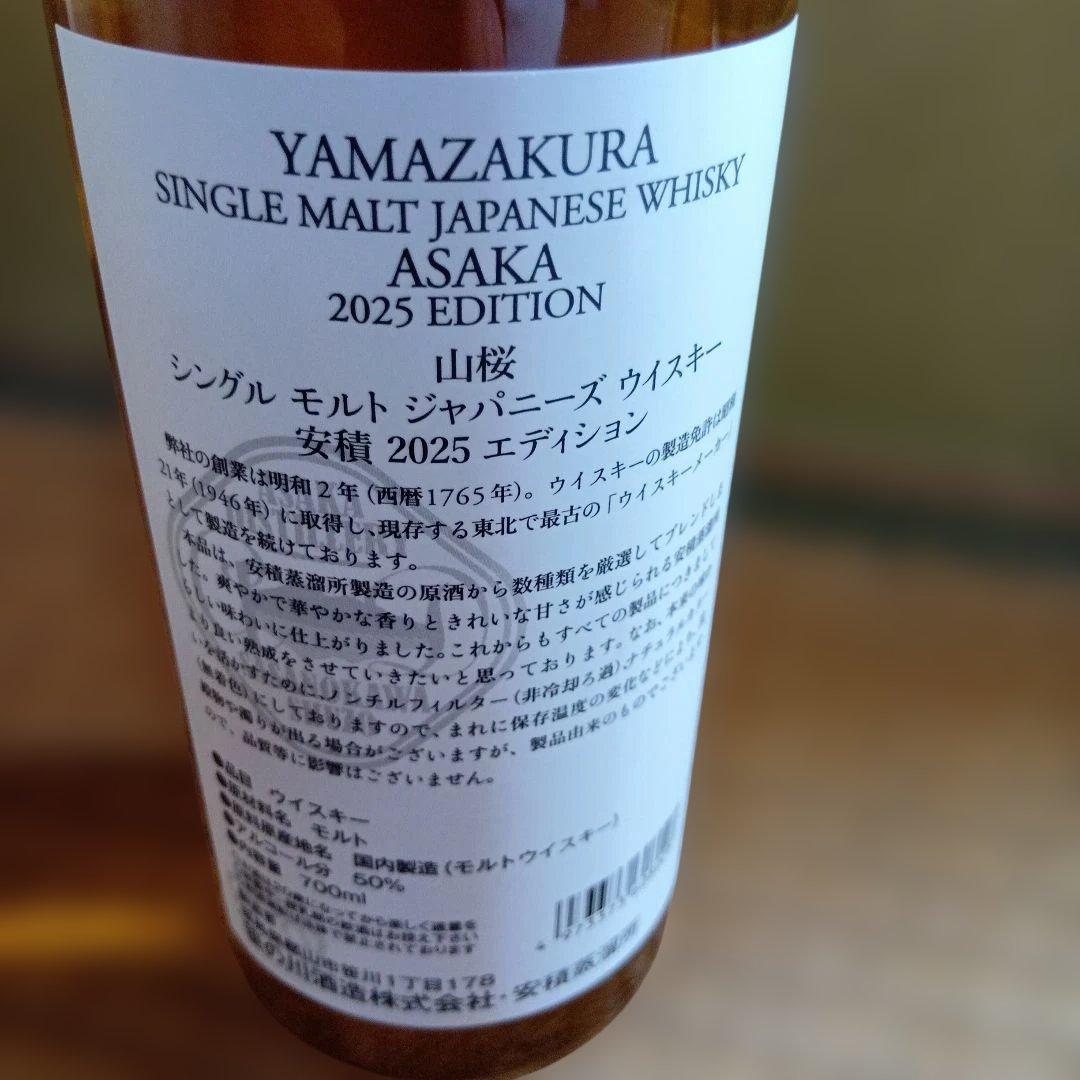 YAMAZAKURA
SINGLE MALT JAPANESE WHISKY
ASAKA
2025 EDITION
山桜
シングル モルト ジャパニーズ ウイスキー
安積 2025 エディション
弊社の創業は明和2年(西暦1765年)。ウイスキーの製造免許は昭和
21年(1946年)に取得し、現存する東北で最古の「ウイスキーメーカー」
として製造を続けております。
本品は、安積蒸溜所製造の原酒から数種類を厳選してブレンドしま
した。爽やかで華やかな香りときれいな甘さが感じられる安積蒸溜所
らしい味わいに仕上がりました。これからもすべての製品につきまして
より良い熟成をさせていきたいと思っております。なお、本来の
いを活かすためにノンチルフィルター(非冷却ろ過)、ナチュラルカラー
(無着色)にしておりますので、まれに保存温度の変化などにより、
殿物や濁りが出る場合がございますが、製品由来のものでござい
ので、品質等に影響はございません。
●品目 ウイスキー
●原材料名 モルト
●原料原産地名 国内製造(モルトウイスキー)
●アルコール分 50%
●内容量 700ml
山市笹川1丁目178
笹の川酒造株式会社・安積蒸溜所